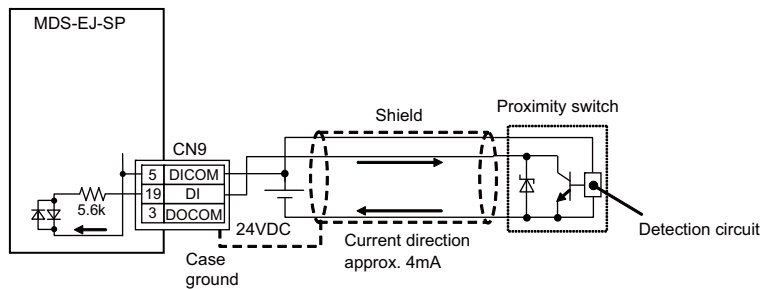 MDS-EJ-SP
Shield
Proximity switch
CN9
5 DICOM
19 DI
3 DOCOM
5.6k
24VDC
Case
ground
Current direction
approx. 4mA
Detection circuit